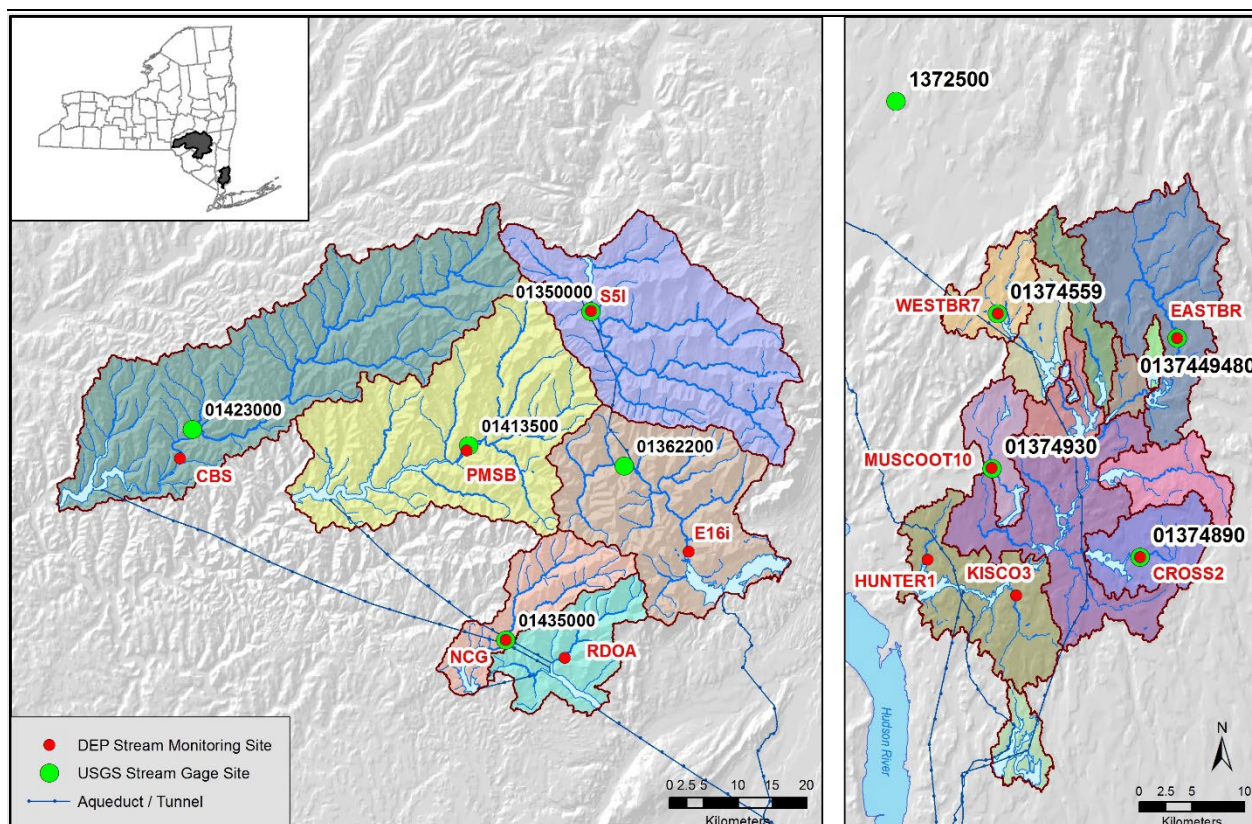 1372500
01350000
S5I
01374559
WESTBR7
EASTBR
0137449480
01423000
01413500
01362200
CBS
PMSB
01374930
MUSCOOT10
E16i
01374890
HUNTER1
KISCO3
CROSS2
01435000
NCG
RDOA
Hudson River
DEP Stream Monitoring Site
USGS Stream Gage Site
Aqueduct / Tunnel
0 2.5 5 10 15 20
Kilometers
N
0 2.5 5 10
Kilometers